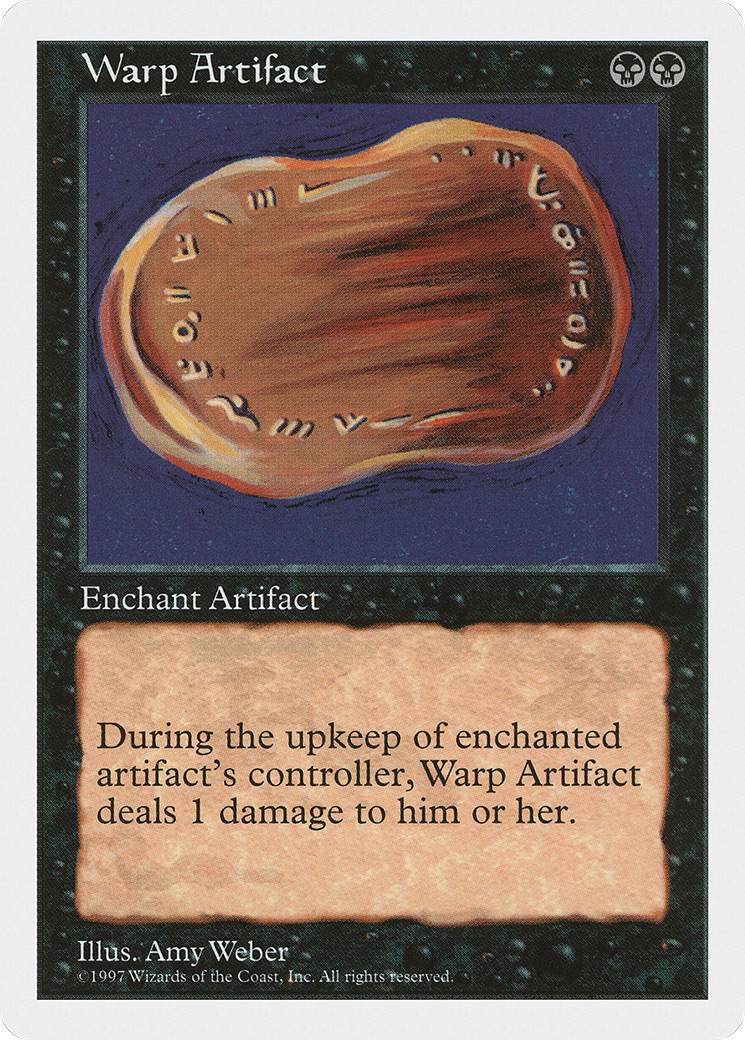 Warp Artifact
Enchant Artifact
During the upkeep of enchanted
artifact's controller, Warp Artifact
deals 1 damage to him or her.
Illus. Amy Weber
©1997 Wizards of the Coast, Inc. All rights reserved.